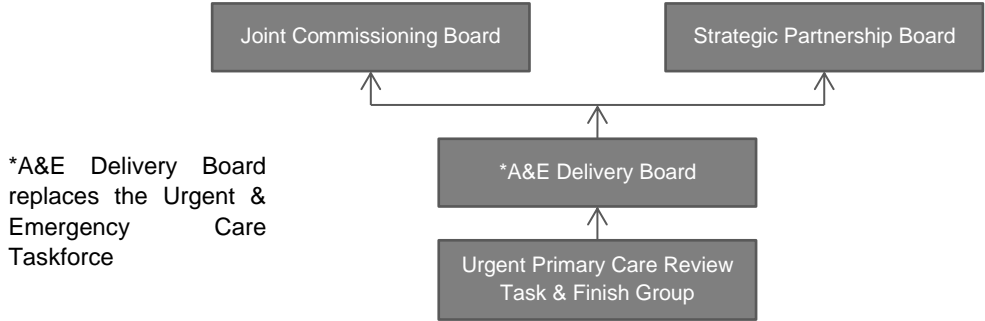 Joint Commissioning Board
Strategic Partnership Board
*A&E Delivery Board
replaces the Urgent &
Emergency Care
Taskforce
*A&E Delivery Board
Urgent Primary Care Review
Task & Finish Group